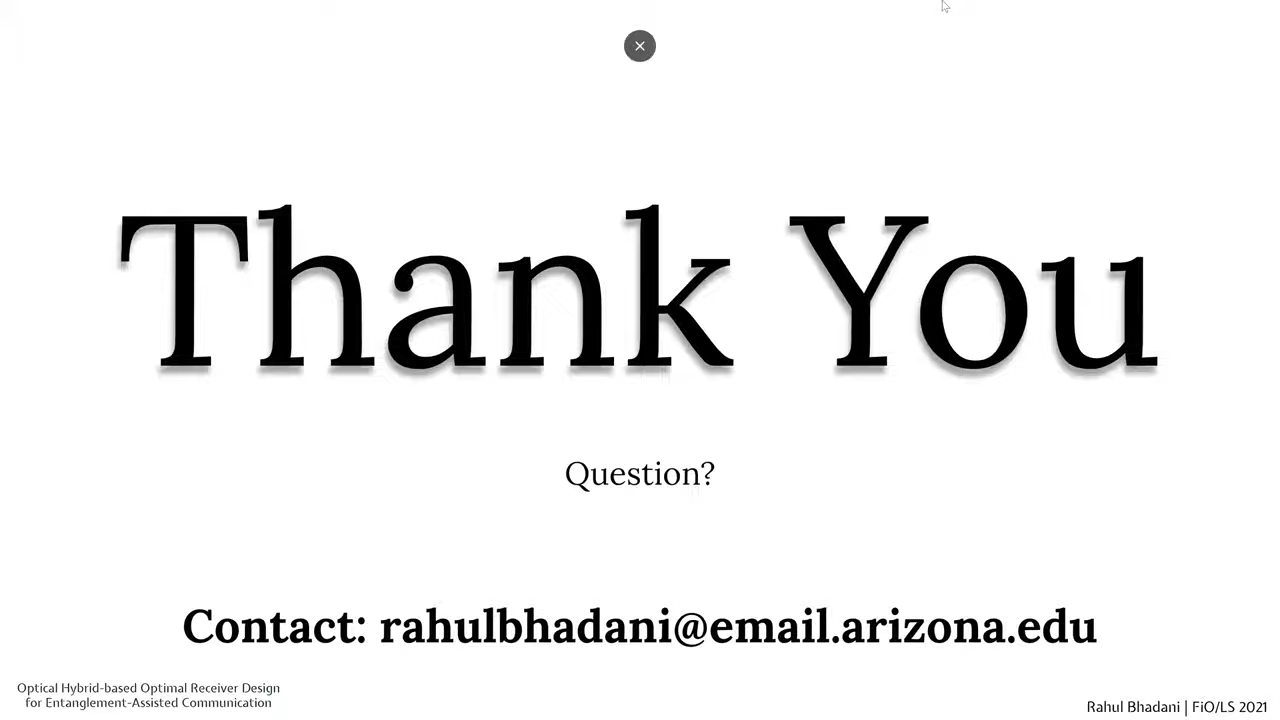 Thank You
Question?
Contact: rahulbhadani@email.arizona.edu
Optical Hybrid-based Optimal Receiver Design
for Entanglement-Assisted Communication
Rahul Bhadani | FiO/LS 2021